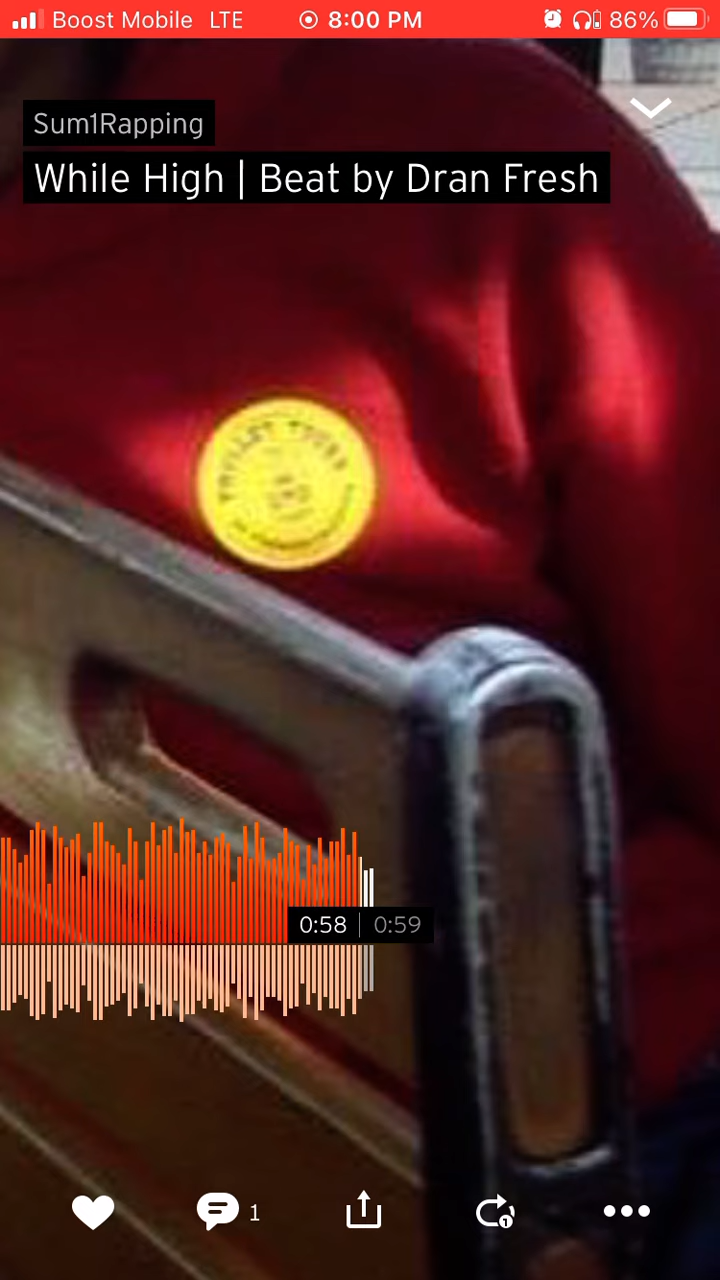 Boost Mobile LTE 8:00 PM 86%
Sum1Rapping
While High | Beat by Dran Fresh
0:58 | 0:59
1
1